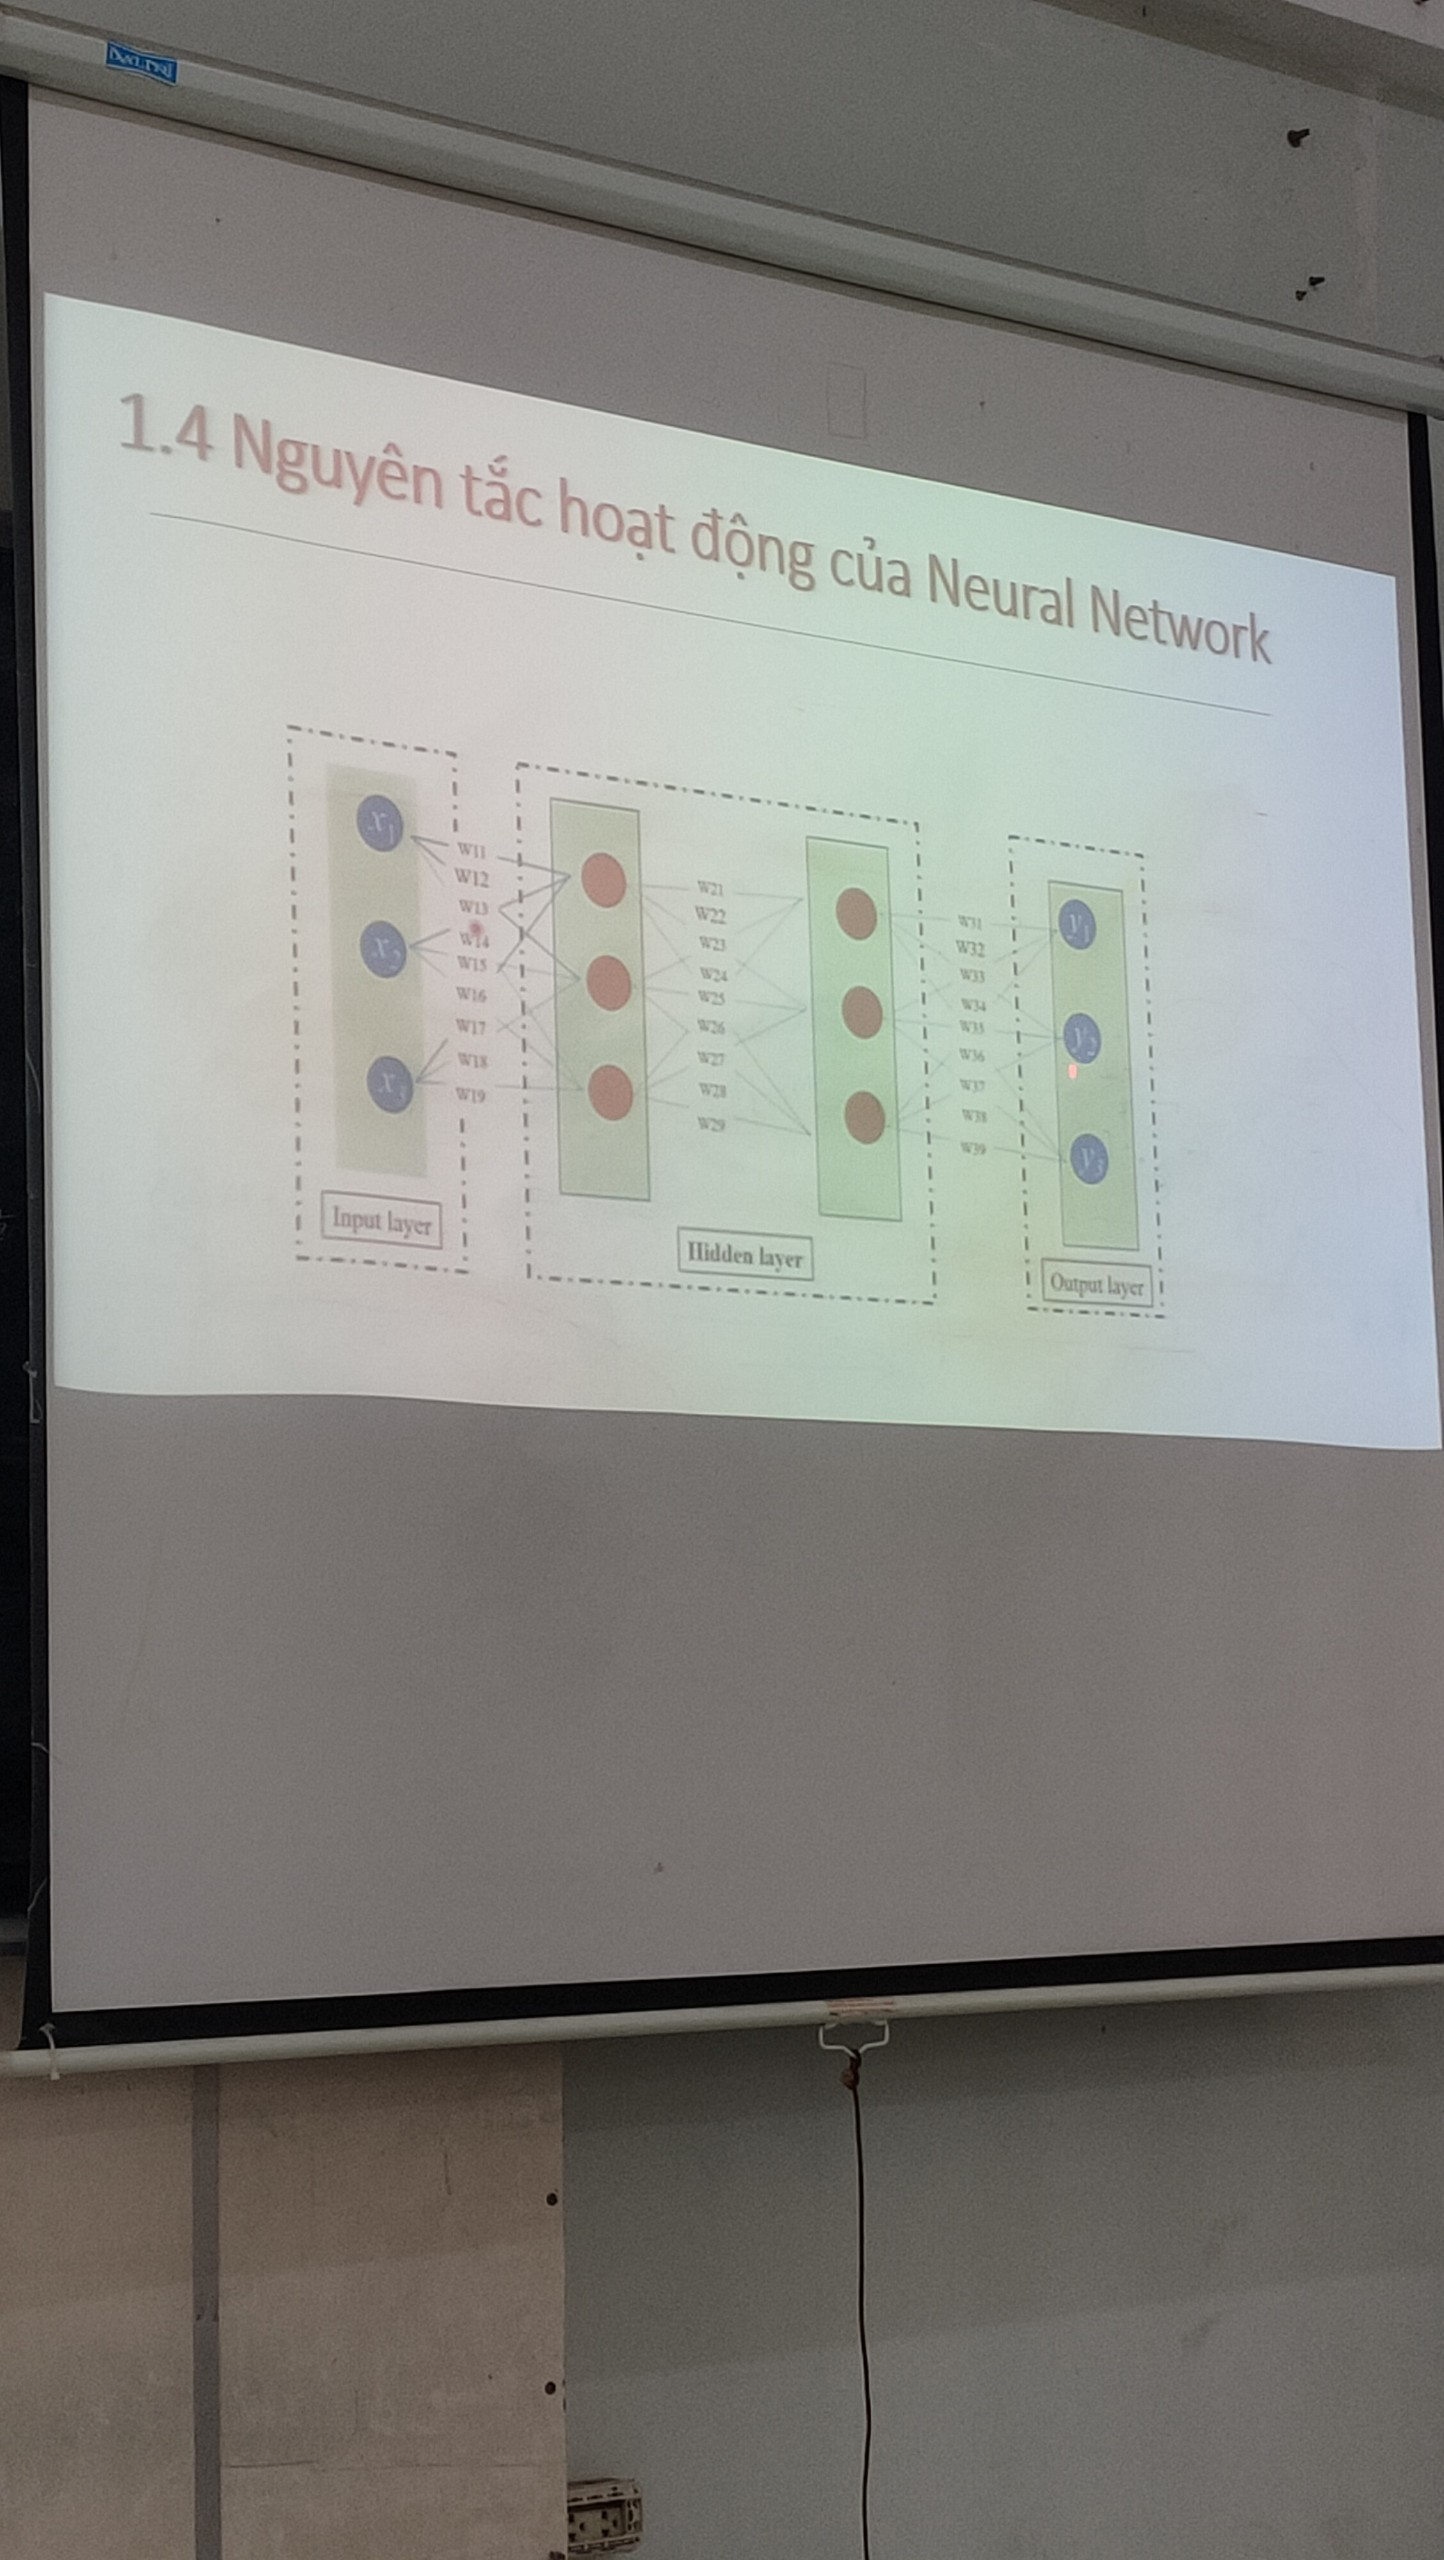 1.4 Nguyên tắc hoạt động của Neural Network
x1
x2
x3
W11
W12
W13
W14
W15
W16
W17
W18
W19
W21
W22
W23
W24
W25
W26
W27
W28
W29
W31
W32
W33
W34
W35
W36
W37
W38
W39
y1
y2
y3
Input layer
Hidden layer
Output layer